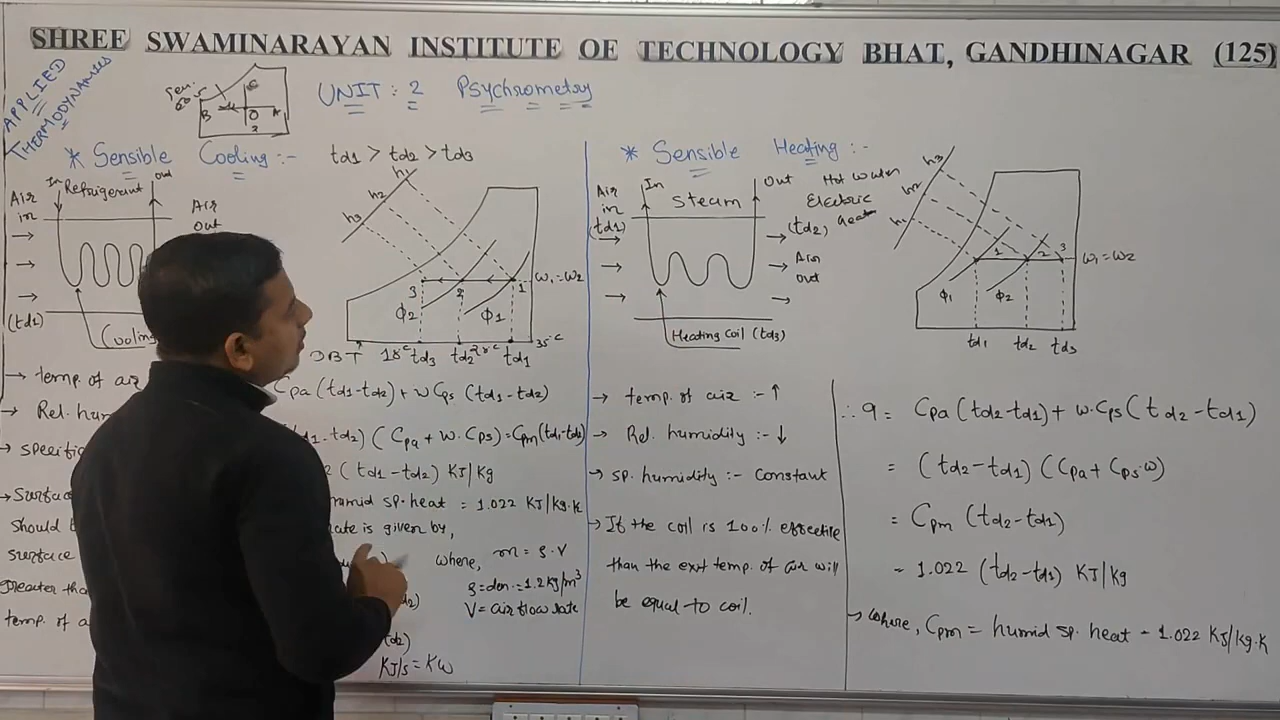 SHREE SWAMINARAYAN INSTITUTE OF TECHNOLOGY BHAT, GANDHINAGAR (125)
APPLIED
THERMODYNAMICS
UNIT : 2 Psychrometry
* Sensible Cooling :-
td1 > td2 > td3
In Refrigerant out
Air in
Air out
(td1)
Cooling
h1
h2
h3
3 2 1 ω1=ω2
Φ2 Φ1
DBT 18°C td3 td2 28°C td1 35°C
→ temp. of air
→ Rel. hum
→ specific
→ Surface
should
surface
greater tha
temp. of a
Cpa (td1-td2) + ω Cps (td1-td2)
td1-td2) (Cpa + ω. Cps) = Cpm (td1-td2)
2 (td1-td2) KJ/kg
humid sp. heat = 1.022 KJ/kg.K
rate is given by,
where, m = ρ.V
ρ = den. = 1.2 kg/m³
V = air flow rate
td2)
KJ/s = KW
* Sensible Heating :-
Air in
(td1)
In Steam Out
Hot water
Electric
(td2)
Air out
Heating coil (td3)
→ temp. of air :- ↑
→ Rel. humidity :- ↓
→ sp. humidity :- Constant
→ If the coil is 100% effective
than the exit temp. of air will
be equal to coil.
h3
h2
h1
1 2 3 ω1=ω2
Φ1 Φ2
td1 td2 td3
∴ q = Cpa (td2-td1) + ω.Cps (td2-td1)
= (td2-td1) (Cpa + Cps.ω)
= Cpm (td2-td1)
= 1.022 (td2-td1) KJ/kg
→ where, Cpm = humid sp. heat = 1.022 KJ/kg.K